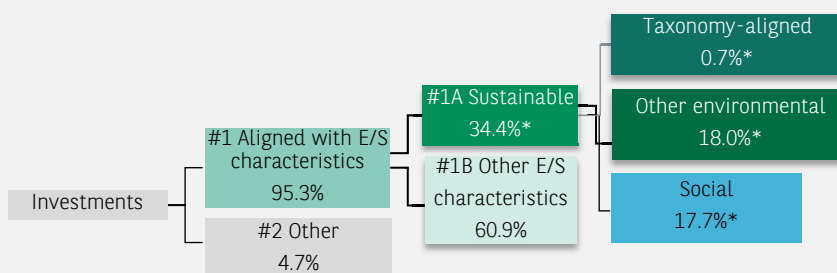 Investments
#1 Aligned with E/S
characteristics
95.3%
#2 Other
4.7%
#1A Sustainable
34.4%*
#1B Other E/S
characteristics
60.9%
Taxonomy-aligned
0.7%*
Other environmental
18.0%*
Social
17.7%*